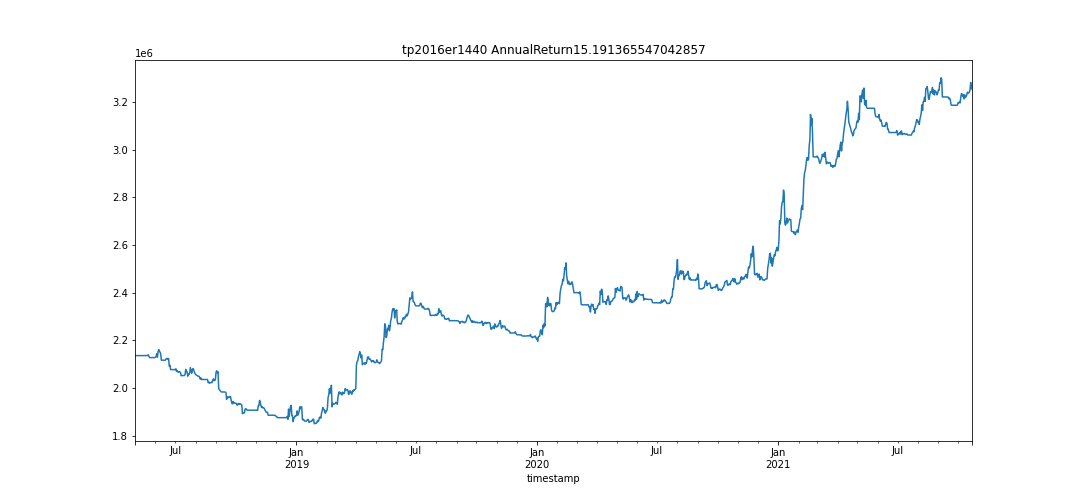 tp2016er1440 AnnualReturn15.191365547042857
1e6
3.2
3.0
2.8
2.6
2.4
2.2
2.0
1.8
Jul Jan Jul Jan Jul Jan Jul
2019 2020 2021
timestamp